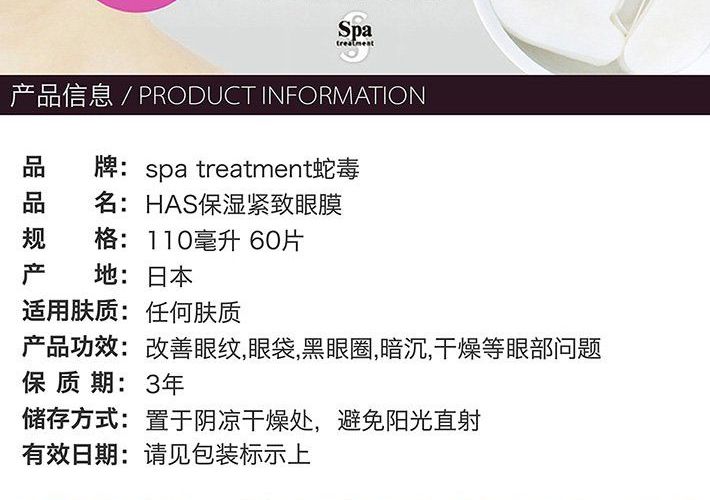 Spa
treatment
产品信息 / PRODUCT INFORMATION
品 牌：spa treatment蛇毒
品 名：HAS保湿紧致眼膜
规 格：110毫升 60片
产 地：日本
适用肤质：任何肤质
产品功效：改善眼纹,眼袋,黑眼圈,暗沉,干燥等眼部问题
保 质 期：3年
储存方式：置于阴凉干燥处，避免阳光直射
有效日期：请见包装标示上